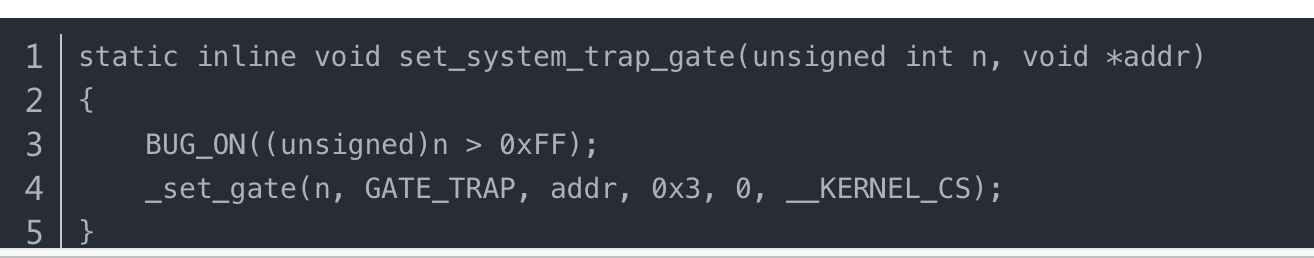 1 static inline void set_system_trap_gate(unsigned int n, void *addr)
2 {
3     BUG_ON((unsigned)n > 0xFF);
4     _set_gate(n, GATE_TRAP, addr, 0x3, 0, __KERNEL_CS);
5 }